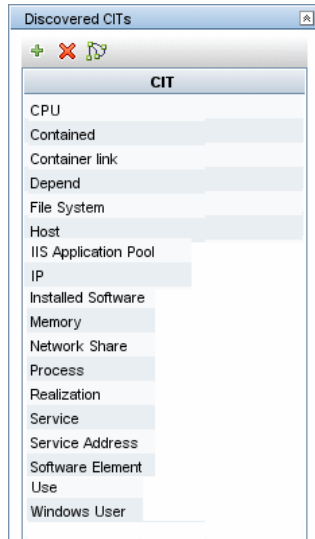 Discovered CITs
CIT
CPU
Contained
Container link
Depend
File System
Host
IIS Application Pool
IP
Installed Software
Memory
Network Share
Process
Realization
Service
Service Address
Software Element
Use
Windows User